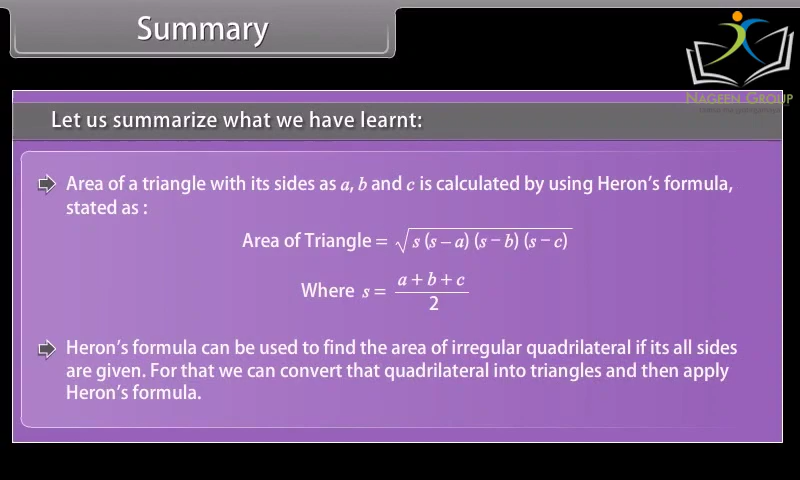 Summary
NAGEEN GROUP
Let us summarize what we have learnt:
Area of a triangle with its sides as a, b and c is calculated by using Heron's formula,
stated as :
Area of Triangle = √s (s – a) (s – b) (s – c)
Where s = a + b + c / 2
Heron's formula can be used to find the area of irregular quadrilateral if its all sides
are given. For that we can convert that quadrilateral into triangles and then apply
Heron's formula.